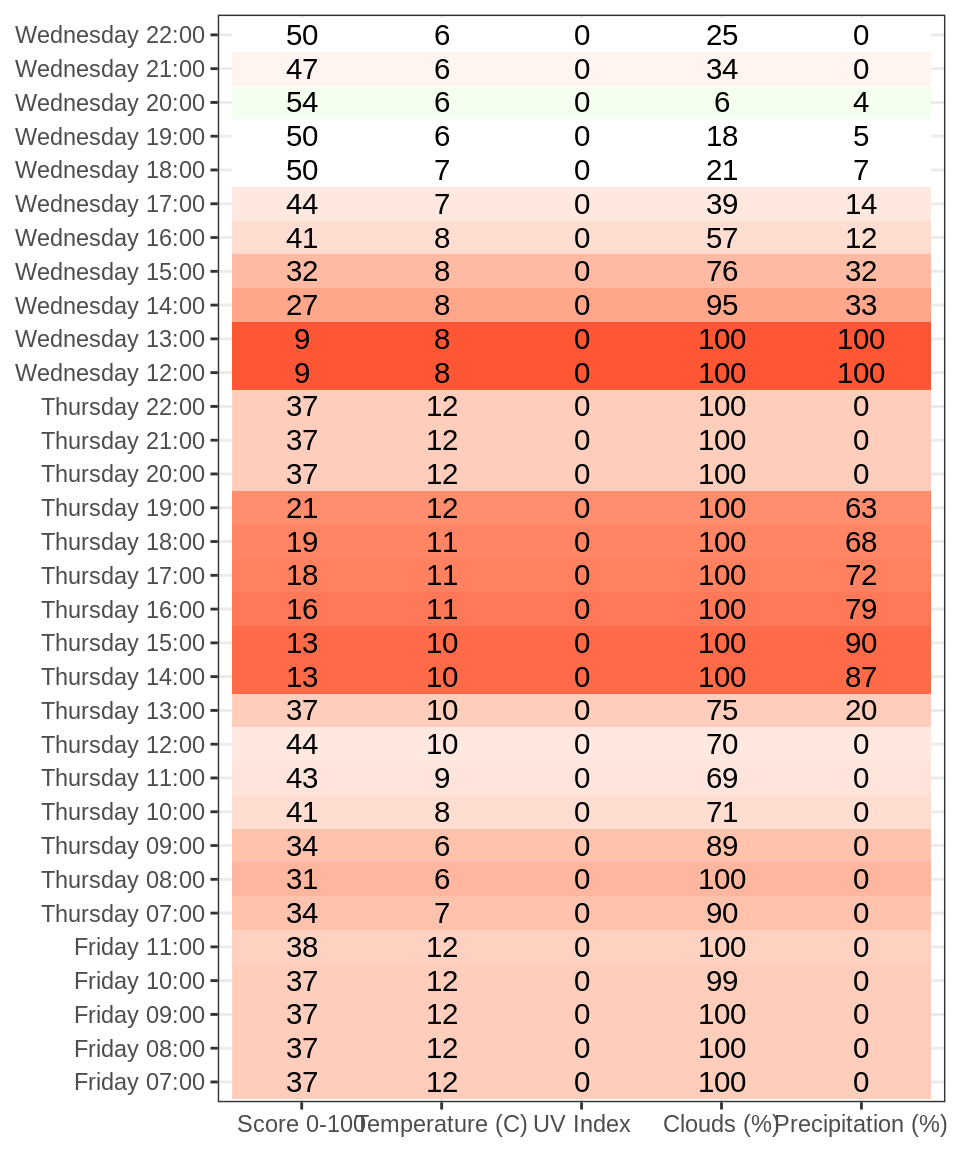 Wednesday 22:00 50 6 0 25 0
Wednesday 21:00 47 6 0 34 0
Wednesday 20:00 54 6 0 6 4
Wednesday 19:00 50 6 0 18 5
Wednesday 18:00 50 7 0 21 7
Wednesday 17:00 44 7 0 39 14
Wednesday 16:00 41 8 0 57 12
Wednesday 15:00 32 8 0 76 32
Wednesday 14:00 27 8 0 95 33
Wednesday 13:00 9 8 0 100 100
Wednesday 12:00 9 8 0 100 100
Thursday 22:00 37 12 0 100 0
Thursday 21:00 37 12 0 100 0
Thursday 20:00 37 12 0 100 0
Thursday 19:00 21 12 0 100 63
Thursday 18:00 19 11 0 100 68
Thursday 17:00 18 11 0 100 72
Thursday 16:00 16 11 0 100 79
Thursday 15:00 13 10 0 100 90
Thursday 14:00 13 10 0 100 87
Thursday 13:00 37 10 0 75 20
Thursday 12:00 44 10 0 70 0
Thursday 11:00 43 9 0 69 0
Thursday 10:00 41 8 0 71 0
Thursday 09:00 34 6 0 89 0
Thursday 08:00 31 6 0 100 0
Thursday 07:00 34 7 0 90 0
Friday 11:00 38 12 0 100 0
Friday 10:00 37 12 0 99 0
Friday 09:00 37 12 0 100 0
Friday 08:00 37 12 0 100 0
Friday 07:00 37 12 0 100 0
Score 0-100 Temperature (C) UV Index Clouds (%) Precipitation (%)